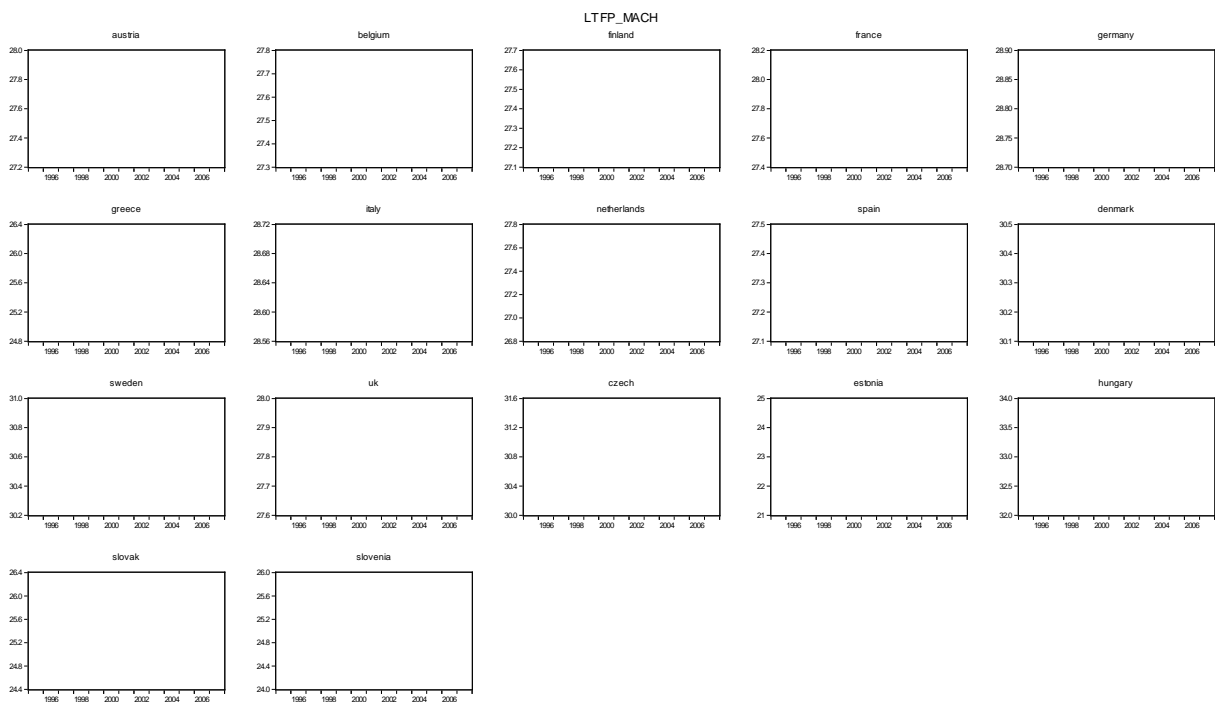 LTFP_MACH
austria belgium finland france germany
28.0 27.8 27.7 28.2 28.90
27.7 27.6
27.8 28.0 28.85
27.6 27.5
27.6 27.4 27.8 28.80
27.5 27.3
27.4 27.4 27.2 27.6 28.75
27.2 27.3 27.1 27.4 28.70
1996 1998 2000 2002 2004 2006 1996 1998 2000 2002 2004 2006 1996 1998 2000 2002 2004 2006 1996 1998 2000 2002 2004 2006 1996 1998 2000 2002 2004 2006
greece italy netherlands spain denmark
26.4 28.72 27.8 27.5 30.5
27.6
26.0 28.68 27.4 27.4 30.4
25.6 28.64 27.3 30.3
27.2
25.2 28.60 27.0 27.2 30.2
24.8 28.56 26.8 27.1 30.1
1996 1998 2000 2002 2004 2006 1996 1998 2000 2002 2004 2006 1996 1998 2000 2002 2004 2006 1996 1998 2000 2002 2004 2006 1996 1998 2000 2002 2004 2006
sweden uk czech estonia hungary
31.0 28.0 31.6 25 34.0
30.8 27.9 31.2 24 33.5
30.6 27.8 30.8 23 33.0
30.4 27.7 30.4 22 32.5
30.2 27.6 30.0 21 32.0
1996 1998 2000 2002 2004 2006 1996 1998 2000 2002 2004 2006 1996 1998 2000 2002 2004 2006 1996 1998 2000 2002 2004 2006 1996 1998 2000 2002 2004 2006
slovak slovenia
26.4 26.0
26.0 25.6
25.6 25.2
25.2 24.8
24.8 24.4
24.4 24.0
1996 1998 2000 2002 2004 2006 1996 1998 2000 2002 2004 2006